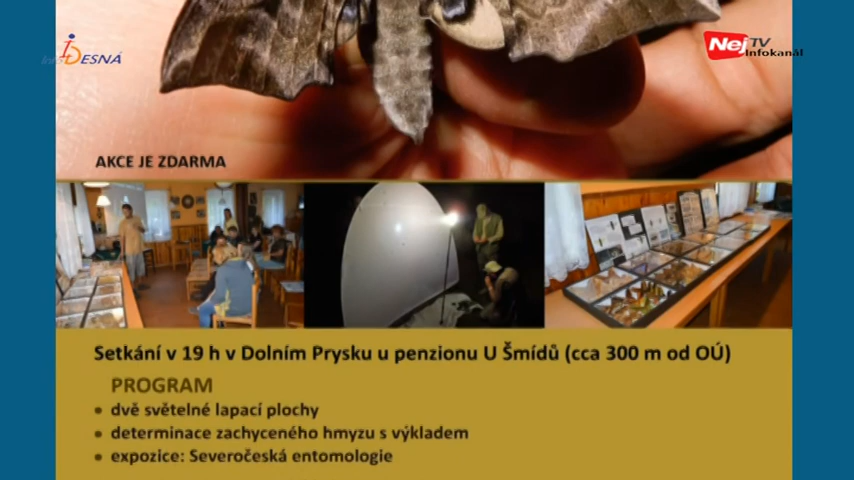 InfoDESNÁ
Nej TV
Infokanál
AKCE JE ZDARMA
Setkání v 19 h v Dolním Prysku u penzionu U Šmídů (cca 300 m od OÚ)
PROGRAM
• dvě světelné lapací plochy
• determinace zachyceného hmyzu s výkladem
• expozice: Severočeská entomologie